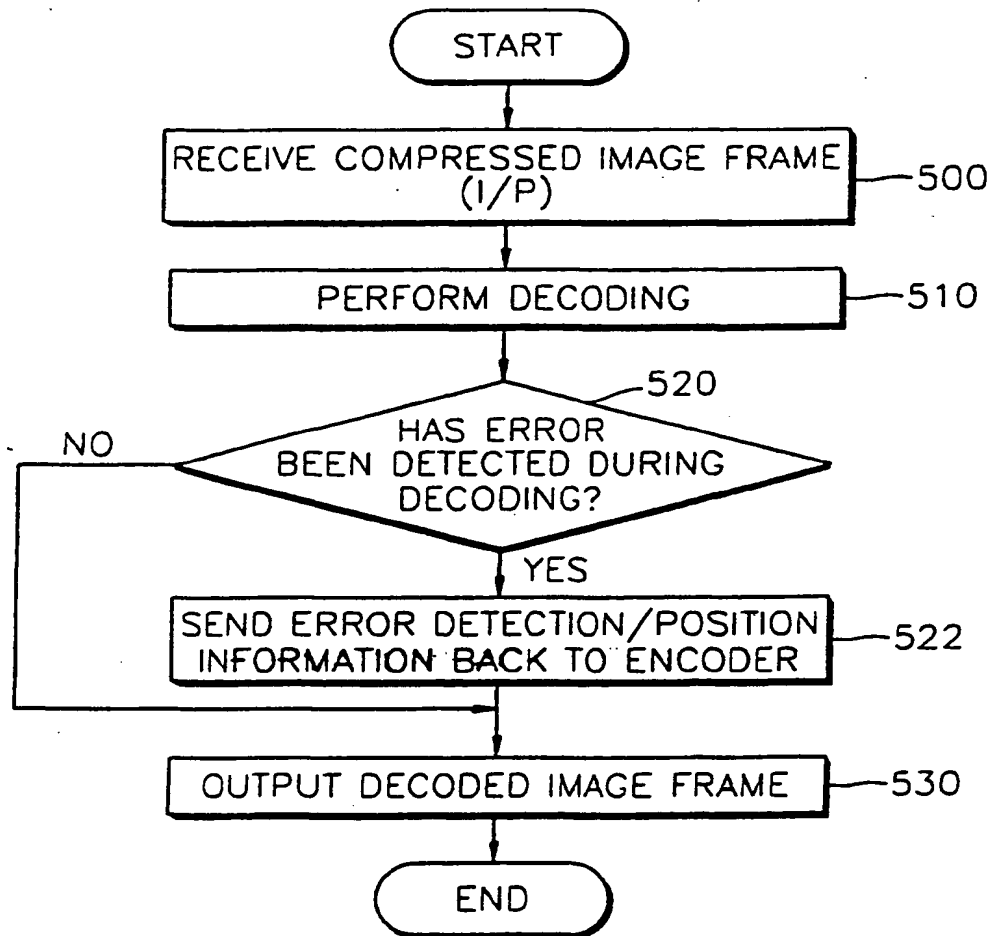 START
RECEIVE COMPRESSED IMAGE FRAME
(I/P)
500
PERFORM DECODING
510
520
HAS ERROR
BEEN DETECTED DURING
DECODING?
NO
YES
SEND ERROR DETECTION/POSITION
INFORMATION BACK TO ENCODER
522
OUTPUT DECODED IMAGE FRAME
530
END